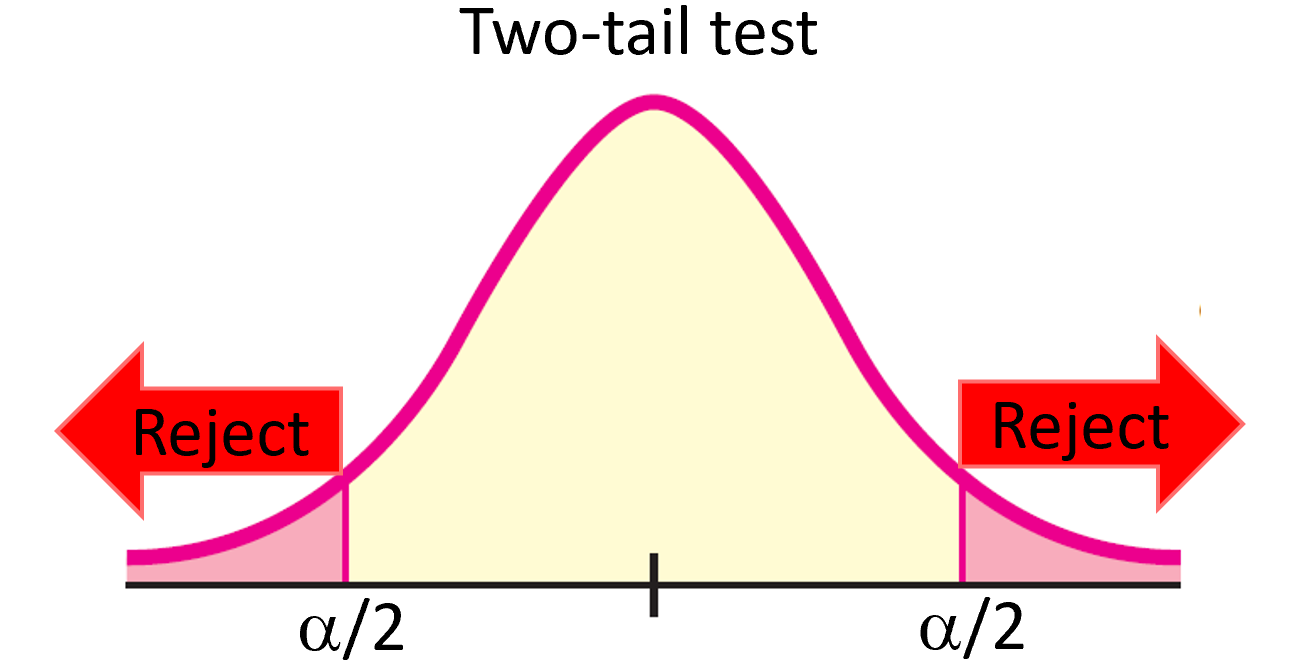 Two-tail test
Reject
Reject
α/2
α/2